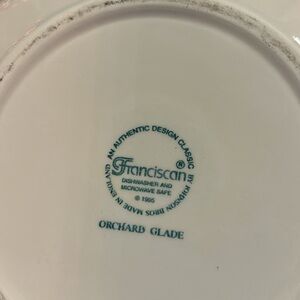 AN AUTHENTIC DESIGN CLASSIC BY JOHNSON BROS MADE IN ENGLAND
Franciscan®
DISHWASHER AND
MICROWAVE SAFE
© 1995
ORCHARD GLADE